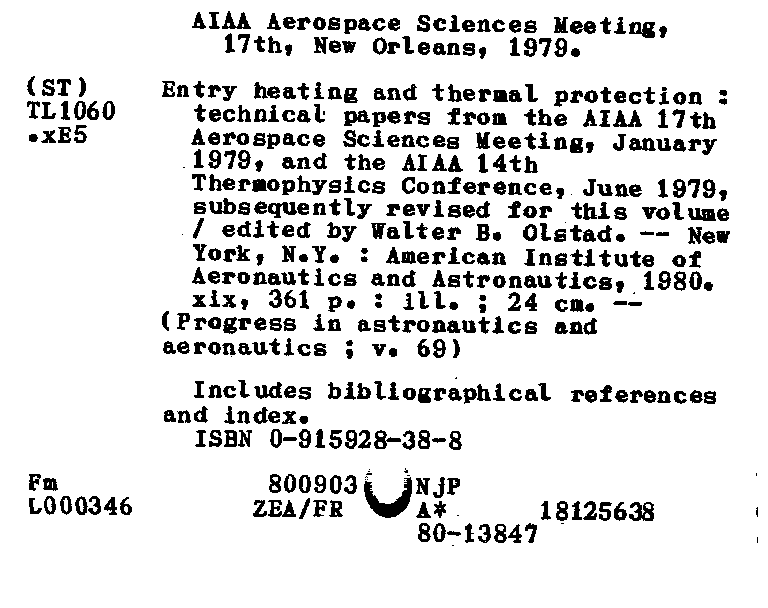 AIAA Aerospace Sciences Meeting,
17th, New Orleans, 1979.
(ST)
TL1060
.xE5
Entry heating and thermal protection :
technical papers from the AIAA 17th
Aerospace Sciences Meeting, January
1979, and the AIAA 14th
Thermophysics Conference, June 1979,
subsequently revised for this volume
/ edited by Walter B. Olstad. -- New
York, N.Y. : American Institute of
Aeronautics and Astronautics, 1980.
xix, 361 p. : ill. ; 24 cm. --
(Progress in astronautics and
aeronautics ; v. 69)
Includes bibliographical references
and index.
ISBN 0-915928-38-8
Fm 800903 NjP
L000346 ZEA/FR A* 18125638
80-13847